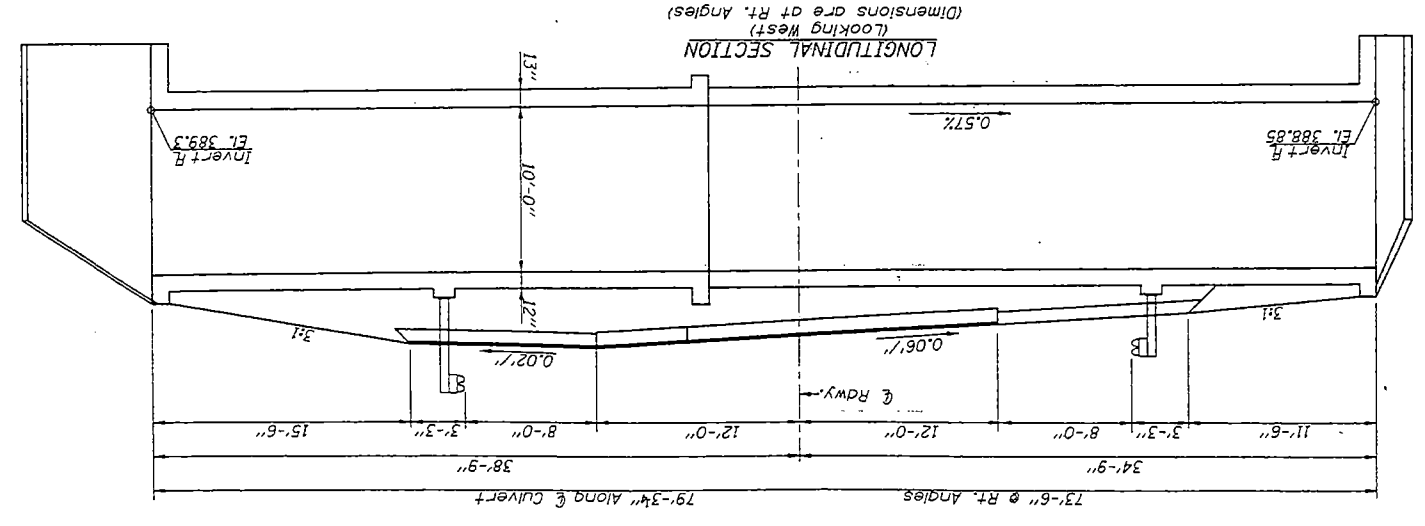 73'-6" @ Rt. Angles
79'-3¼" Along ℄ Culvert
34'-9"
38'-9"
11'-6"
3'-3"
8'-0"
12'-0"
12'-0"
8'-0"
3'-3"
15'-6"
℄ Rdwy.
0.06'/'
0.02'/'
3:1
3:1
12"
10'-0"
Invert
El. 388.85
0.57%
Invert
El. 389.3
13"
LONGITUDINAL SECTION
(Looking West)
(Dimensions are at Rt. Angles)